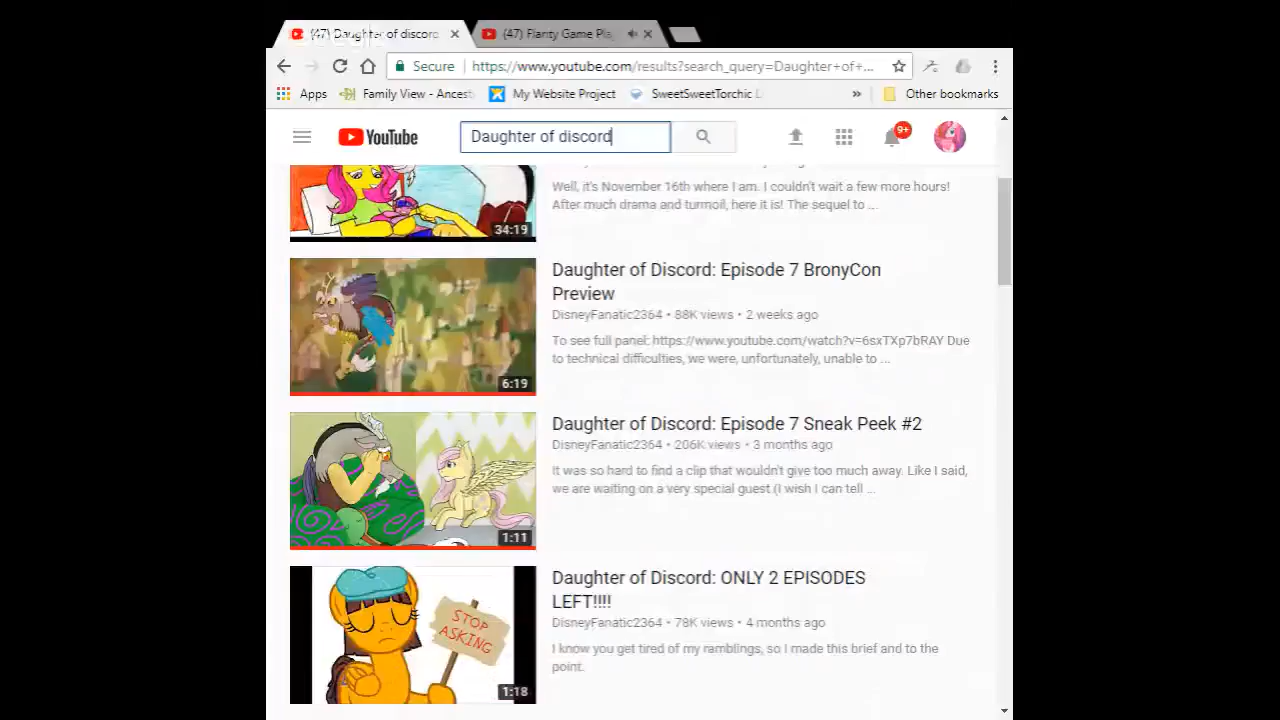 (47) Daughter of discord
(47) Flanty Game Pla
Secure
https://www.youtube.com/results?search_query=Daughter+of+...
Apps
Family View - Ancest
My Website Project
SweetSweetTorchic
»
Other bookmarks
YouTube
Daughter of discord
9+
34:19
Well, it's November 16th where I am. I couldn't wait a few more hours!
After much drama and turmoil, here it is! The sequel to ...
6:19
Daughter of Discord: Episode 7 BronyCon
Preview
DisneyFanatic2364 • 88K views • 2 weeks ago
To see full panel: https://www.youtube.com/watch?v=6sxTXp7bRAY Due
to technical difficulties, we were, unfortunately, unable to ...
1:11
Daughter of Discord: Episode 7 Sneak Peek #2
DisneyFanatic2364 • 206K views • 3 months ago
It was so hard to find a clip that wouldn't give too much away. Like I said,
we are waiting on a very special guest (I wish I can tell ...
STOP
ASKING
1:18
Daughter of Discord: ONLY 2 EPISODES
LEFT!!!!
DisneyFanatic2364 • 78K views • 4 months ago
I know you get tired of my ramblings, so I made this brief and to the
point.